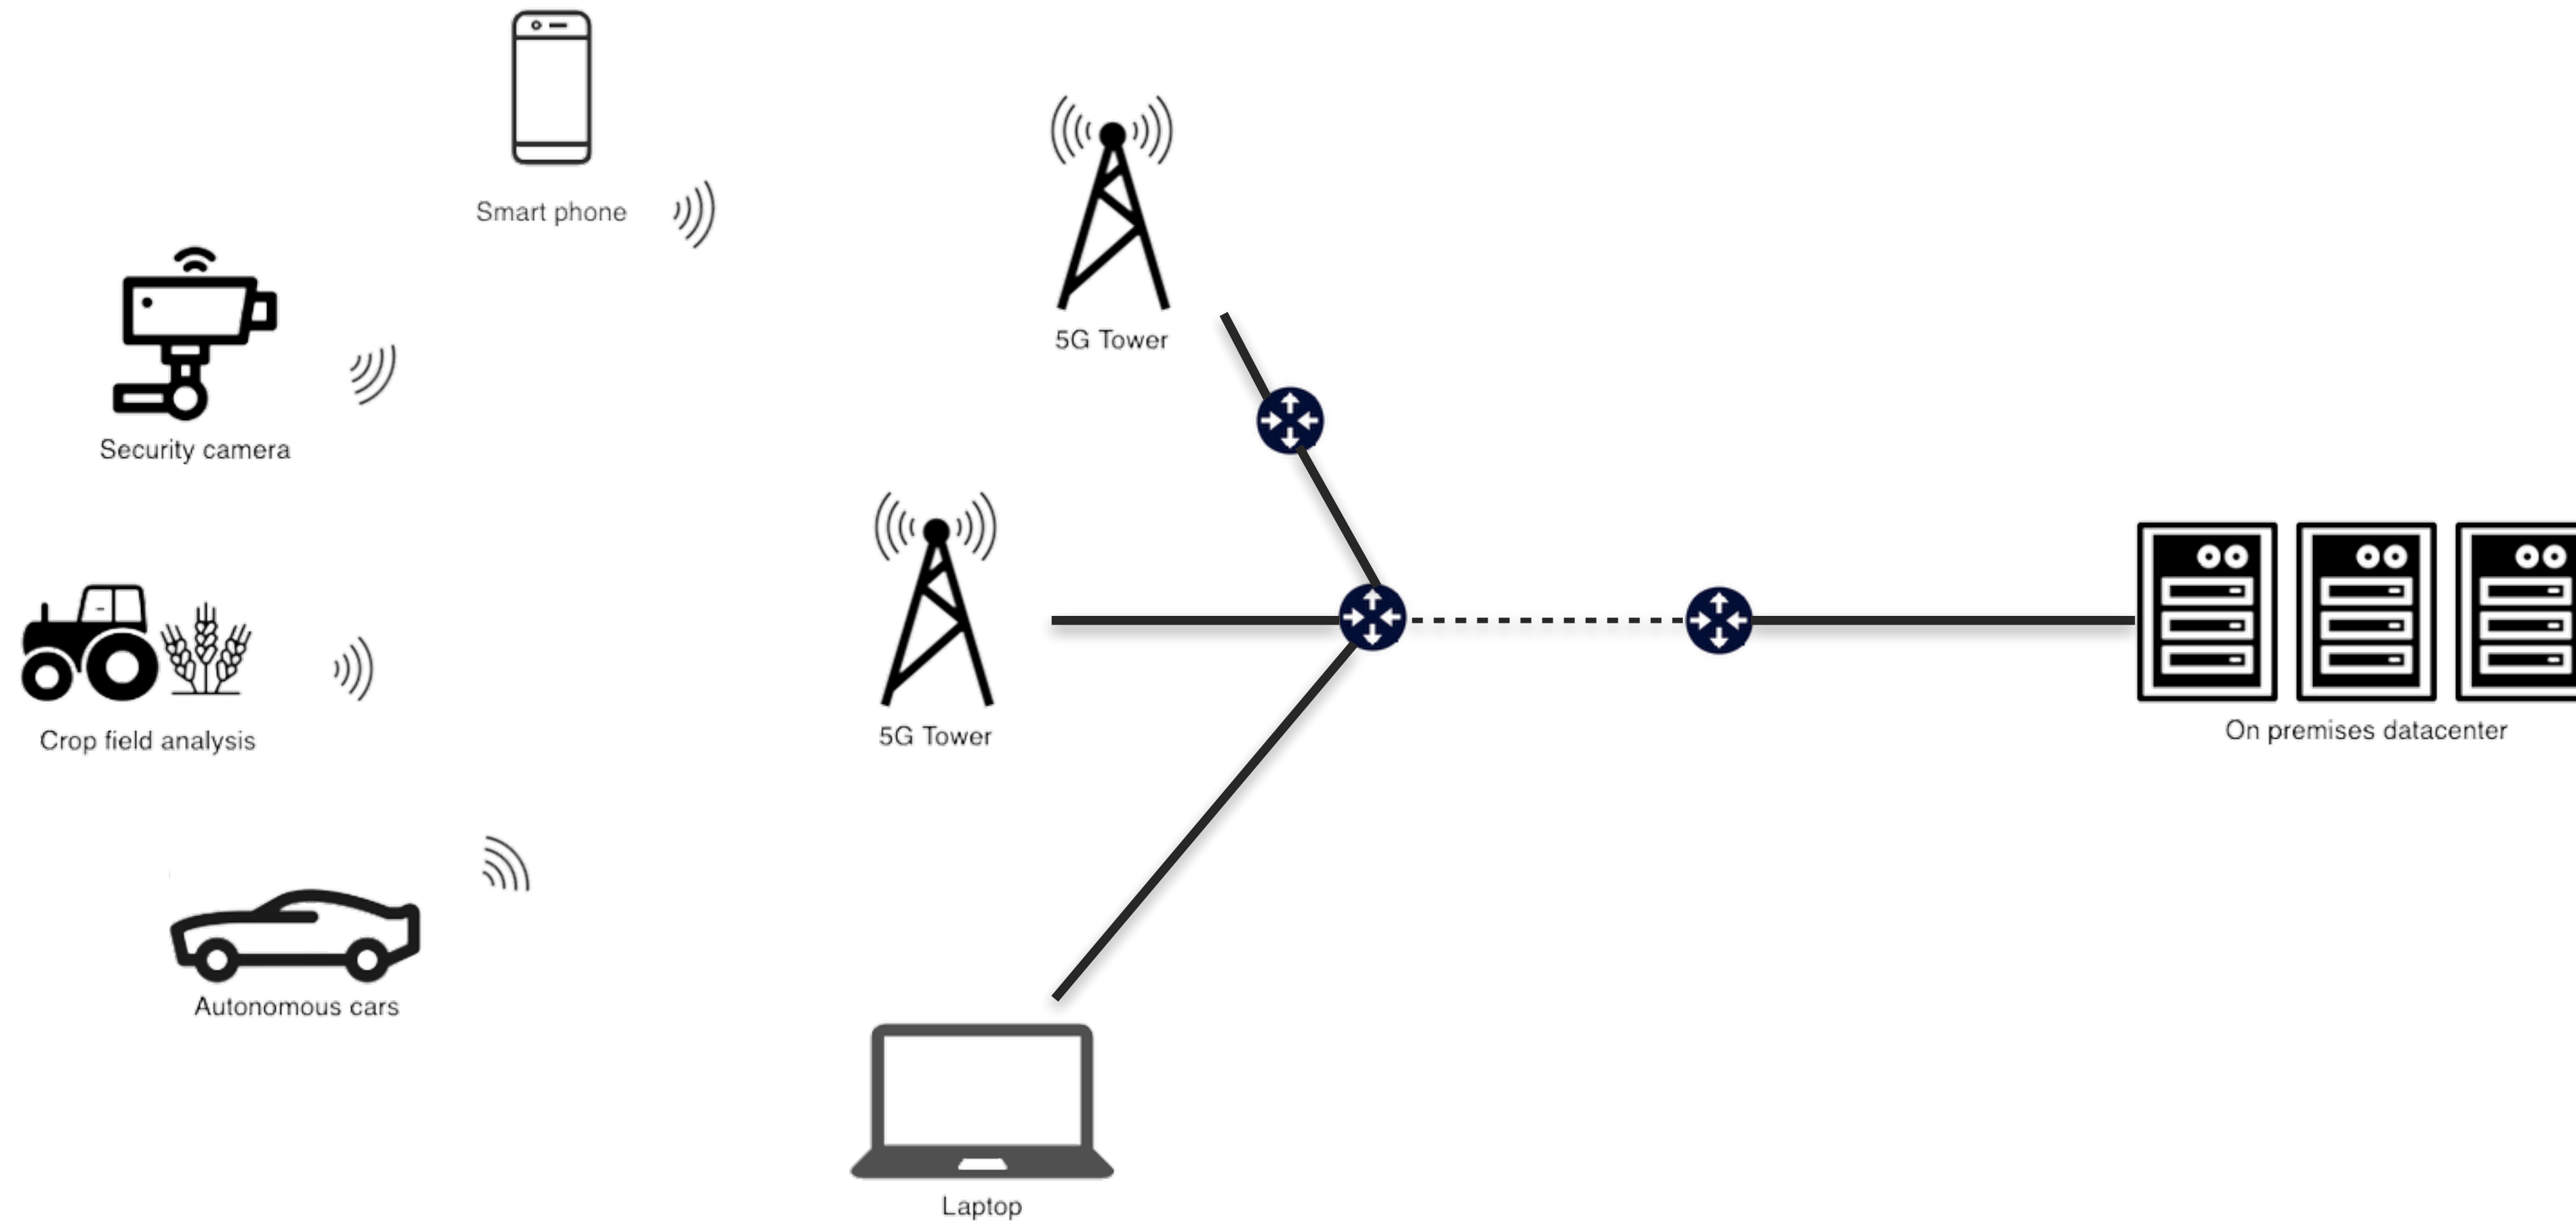 Smart phone
5G Tower
Security camera
5G Tower
Crop field analysis
On premises datacenter
Autonomous cars
Laptop